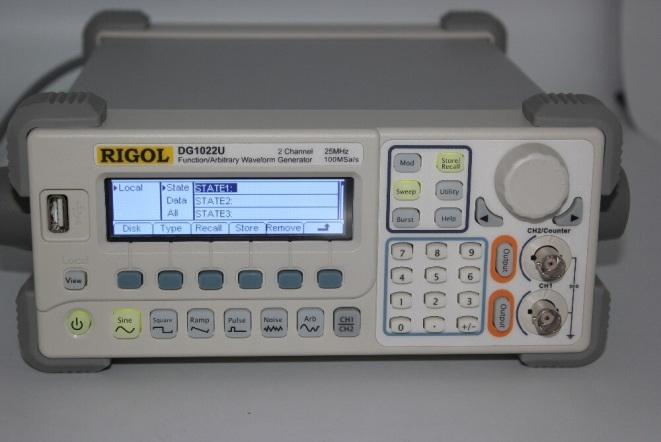 RIGOL DG1022U 2 Channel 25MHz
Function/Arbitrary Waveform Generator 100MSa/s
Local State STATE1:
Data STATE2:
All STATE3:
Disk Type Recall Store Remove
Local
View
Sine Square Ramp Pulse Noise Arb CH1 CH2
Mod Store/Recall
Sweep Utility
Burst Help
7 8 9
4 5 6
1 2 3
0 . +/-
Output
Output
CH2/Counter
CH1